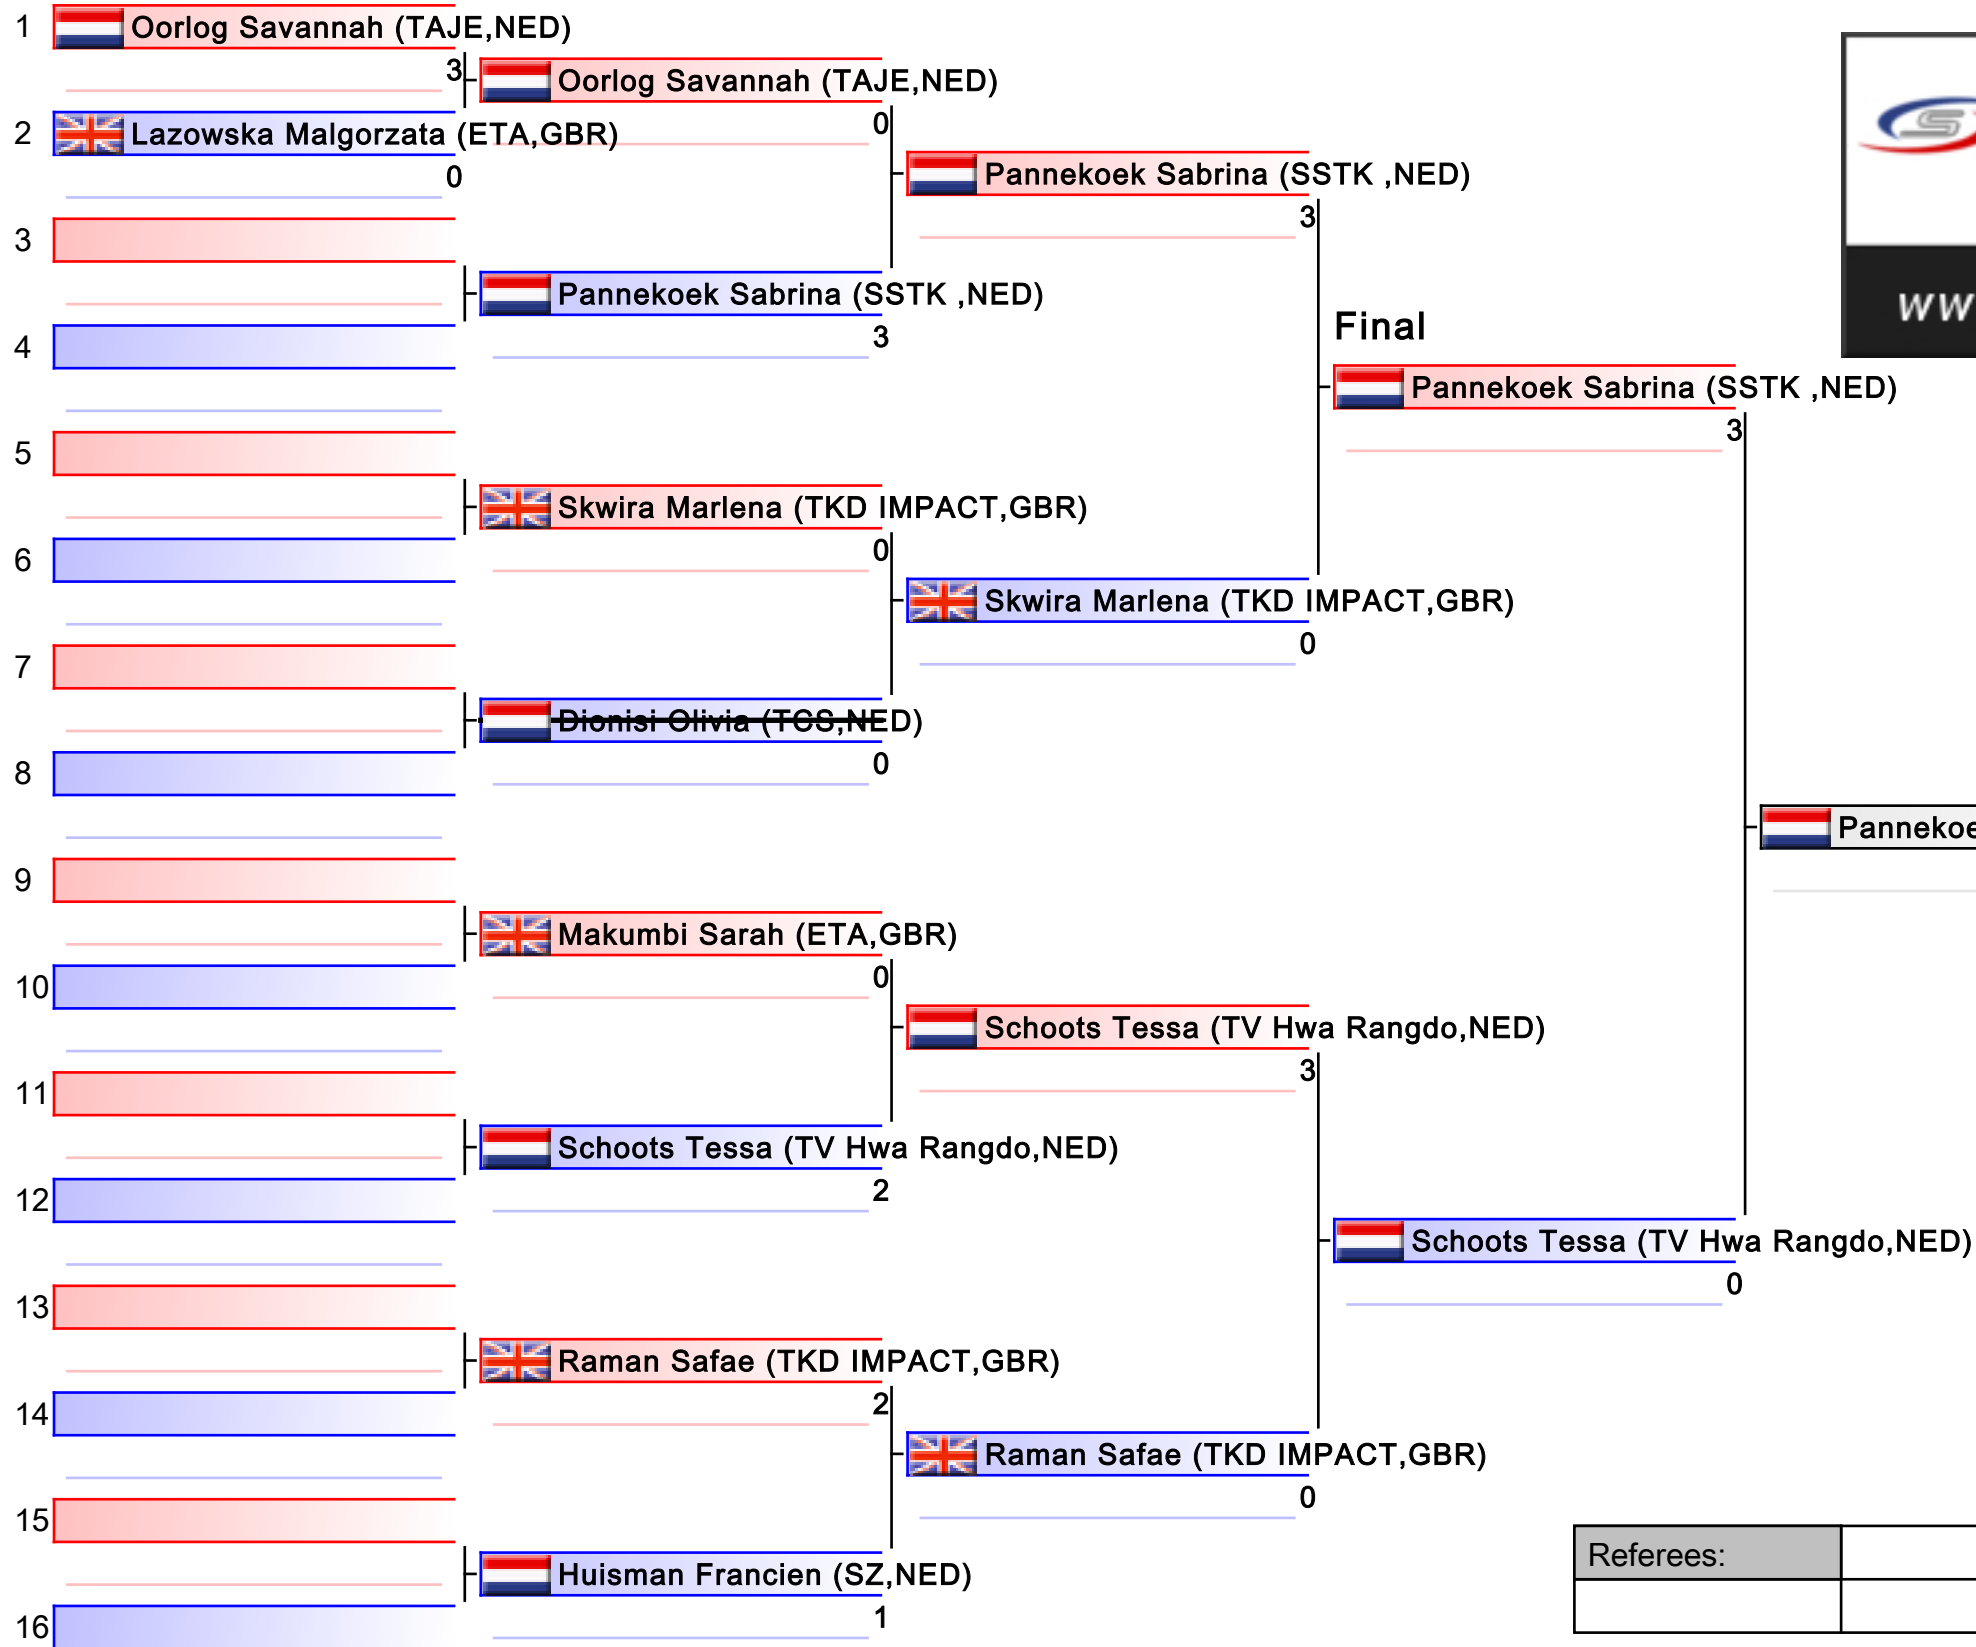 1 Oorlog Savannah (TAJE,NED)
3
Oorlog Savannah (TAJE,NED)
0
2 Lazowska Malgorzata (ETA,GBR)
0
Pannekoek Sabrina (SSTK ,NED)
3
3
Pannekoek Sabrina (SSTK ,NED)
3
4
Final
Pannekoek Sabrina (SSTK ,NED)
3
5
Skwira Marlena (TKD IMPACT,GBR)
0
6
Skwira Marlena (TKD IMPACT,GBR)
0
7
Dionisi Olivia (TCS,NED)
0
8
Pannekoe
9
Makumbi Sarah (ETA,GBR)
0
10
Schoots Tessa (TV Hwa Rangdo,NED)
3
11
Schoots Tessa (TV Hwa Rangdo,NED)
2
12
Schoots Tessa (TV Hwa Rangdo,NED)
0
13
Raman Safae (TKD IMPACT,GBR)
2
14
Raman Safae (TKD IMPACT,GBR)
0
15
Huisman Francien (SZ,NED)
1
16
Referees:
S
ww